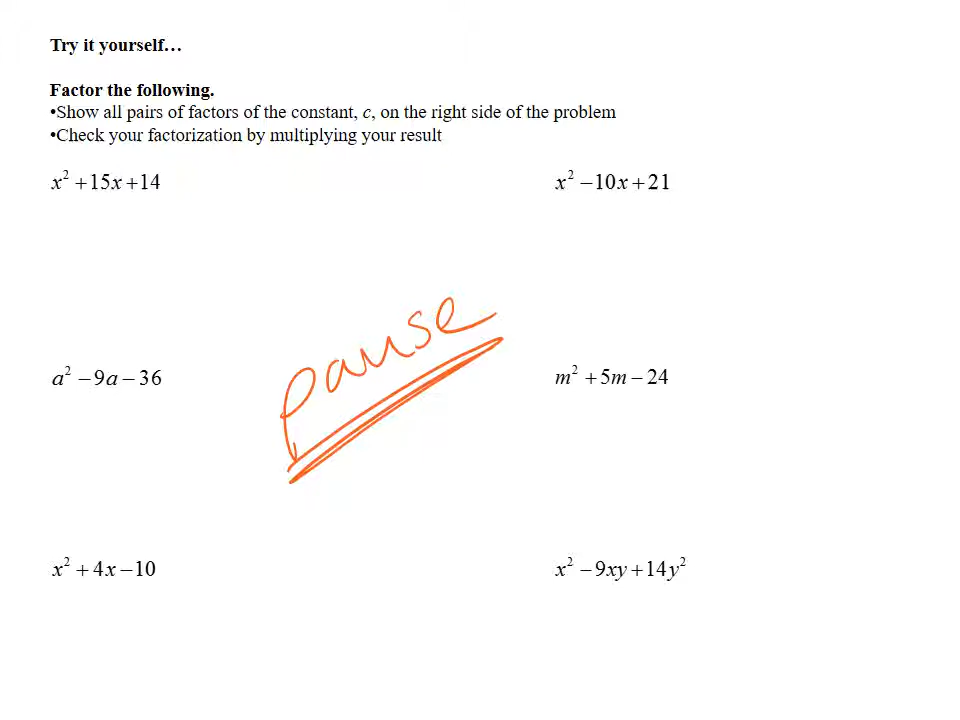 Try it yourself…
Factor the following.
•Show all pairs of factors of the constant, c, on the right side of the problem
•Check your factorization by multiplying your result
x² + 15x + 14
x² − 10x + 21
pause
a² − 9a − 36
m² + 5m − 24
x² + 4x − 10
x² − 9xy + 14y²